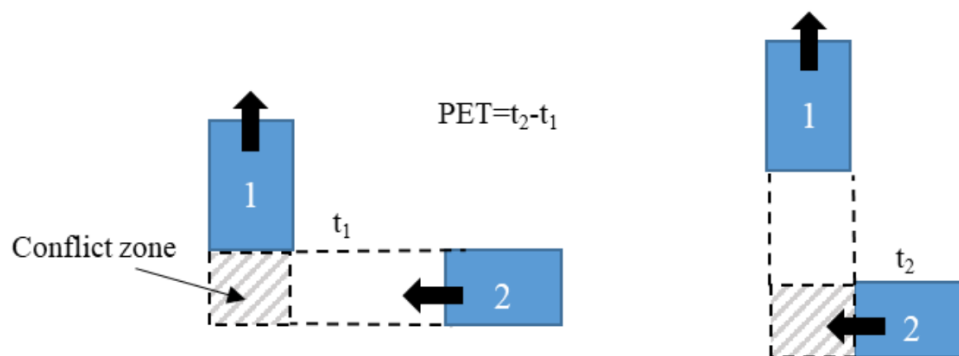 1
PET=t₂-t₁
1
t₁
Conflict zone
2
t₂
2